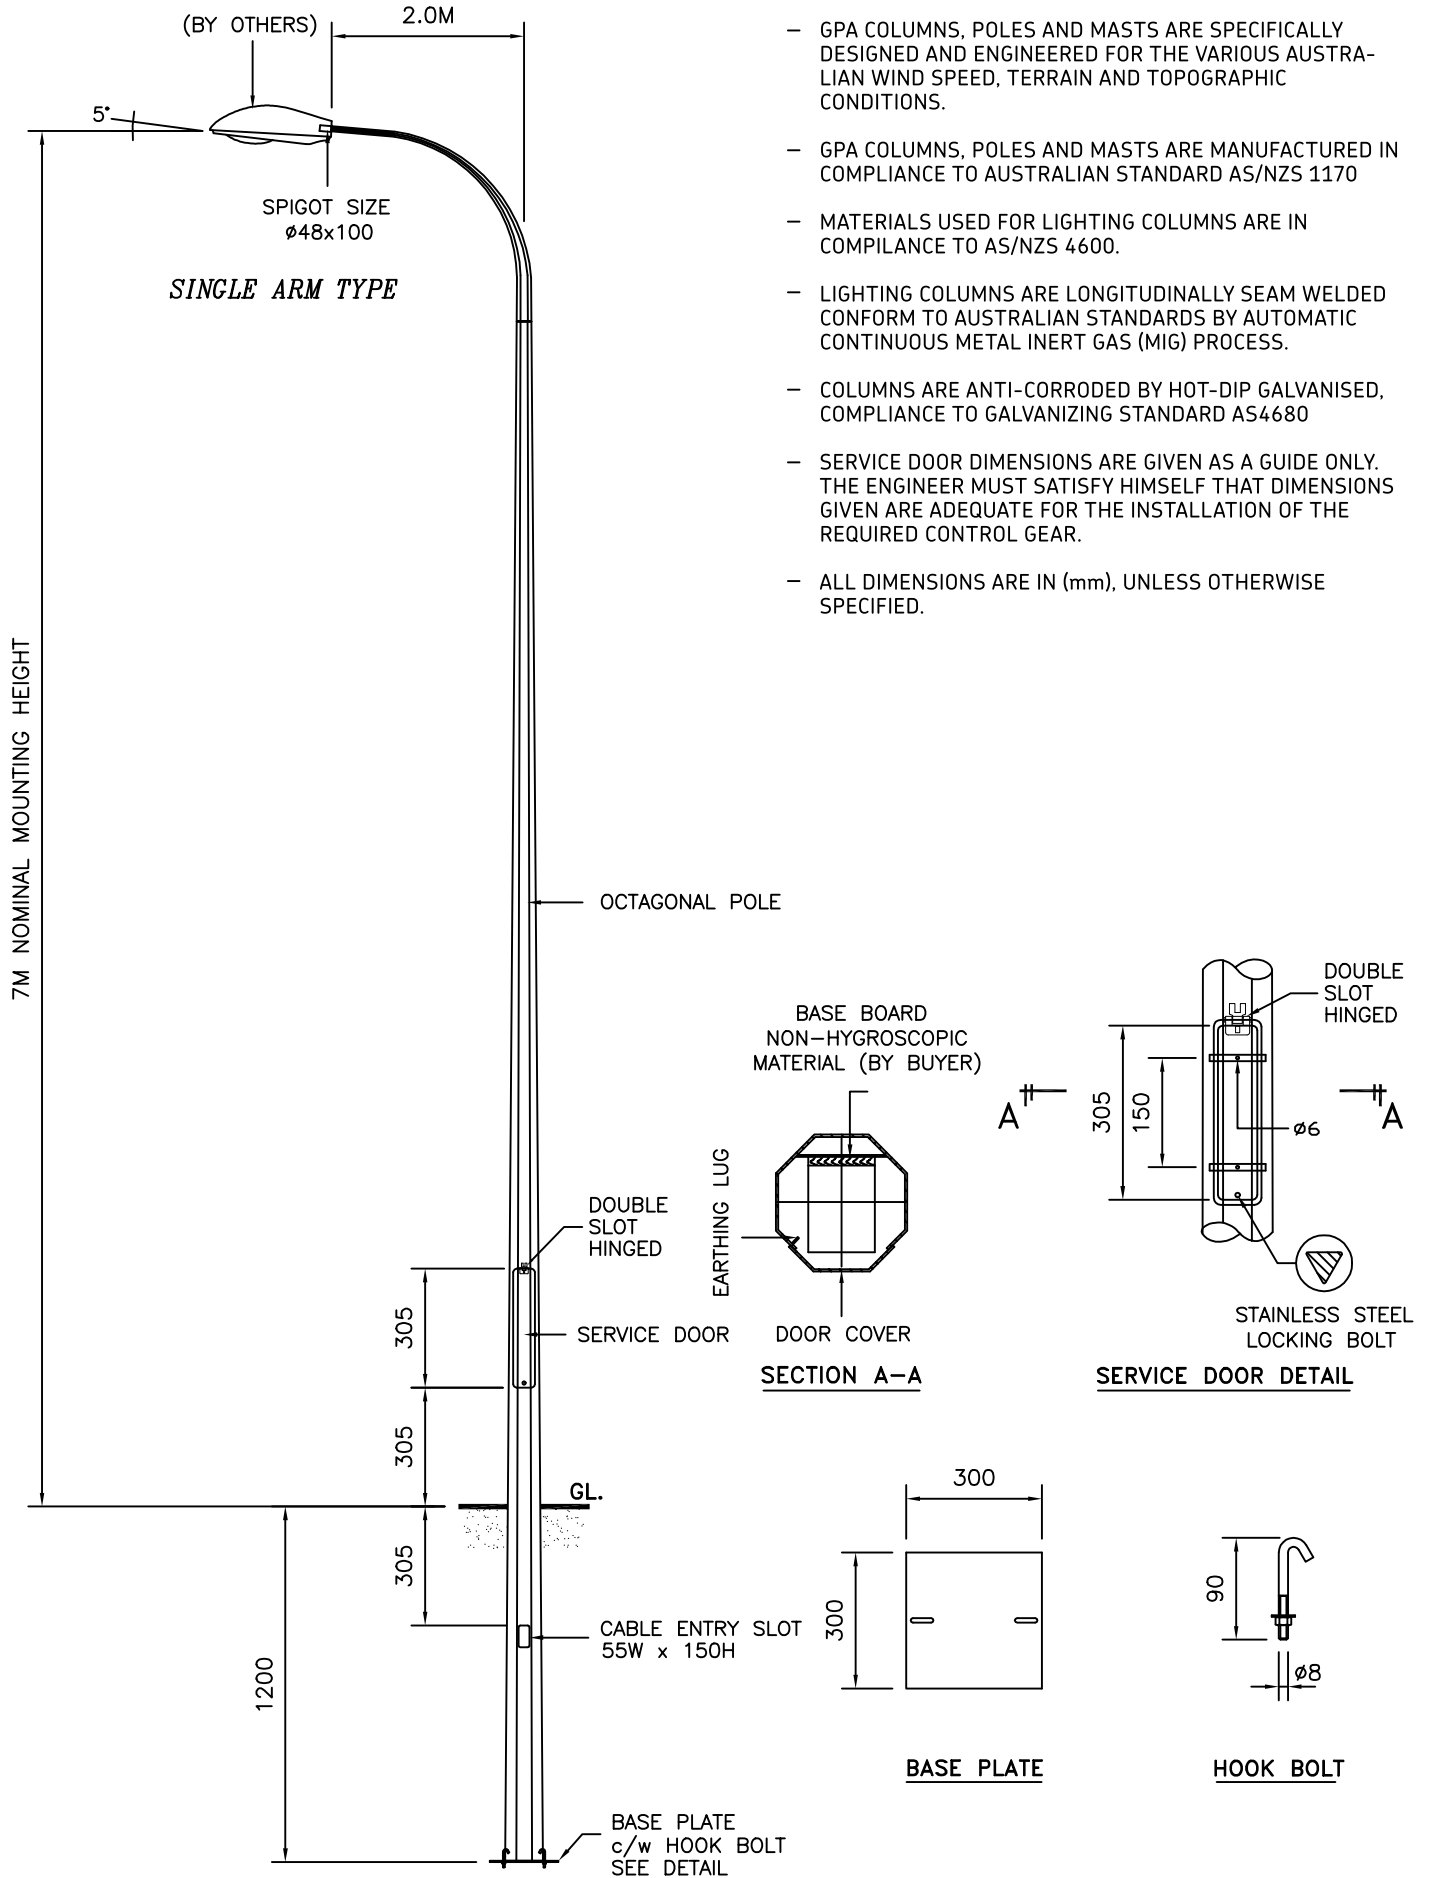 (BY OTHERS)
2.0M
5°
SPIGOT SIZE
ø48x100
SINGLE ARM TYPE
– GPA COLUMNS, POLES AND MASTS ARE SPECIFICALLY
DESIGNED AND ENGINEERED FOR THE VARIOUS AUSTRA-
LIAN WIND SPEED, TERRAIN AND TOPOGRAPHIC
CONDITIONS.
– GPA COLUMNS, POLES AND MASTS ARE MANUFACTURED IN
COMPLIANCE TO AUSTRALIAN STANDARD AS/NZS 1170
– MATERIALS USED FOR LIGHTING COLUMNS ARE IN
COMPILANCE TO AS/NZS 4600.
– LIGHTING COLUMNS ARE LONGITUDINALLY SEAM WELDED
CONFORM TO AUSTRALIAN STANDARDS BY AUTOMATIC
CONTINUOUS METAL INERT GAS (MIG) PROCESS.
– COLUMNS ARE ANTI-CORRODED BY HOT-DIP GALVANISED,
COMPLIANCE TO GALVANIZING STANDARD AS4680
– SERVICE DOOR DIMENSIONS ARE GIVEN AS A GUIDE ONLY.
THE ENGINEER MUST SATISFY HIMSELF THAT DIMENSIONS
GIVEN ARE ADEQUATE FOR THE INSTALLATION OF THE
REQUIRED CONTROL GEAR.
– ALL DIMENSIONS ARE IN (mm), UNLESS OTHERWISE
SPECIFIED.
7M NOMINAL MOUNTING HEIGHT
OCTAGONAL POLE
DOUBLE
SLOT
HINGED
305
SERVICE DOOR
305
GL.
305
CABLE ENTRY SLOT
55W x 150H
1200
BASE PLATE
c/w HOOK BOLT
SEE DETAIL
BASE BOARD
NON-HYGROSCOPIC
MATERIAL (BY BUYER)
EARTHING LUG
DOOR COVER
SECTION A-A
DOUBLE
SLOT
HINGED
A
A
305
150
ø6
STAINLESS STEEL
LOCKING BOLT
SERVICE DOOR DETAIL
300
300
BASE PLATE
90
ø8
HOOK BOLT